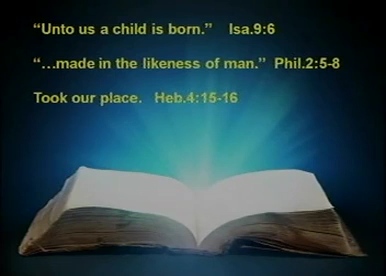 “Unto us a child is born.” Isa.9:6
“...made in the likeness of man.” Phil.2:5-8
Took our place. Heb.4:15-16